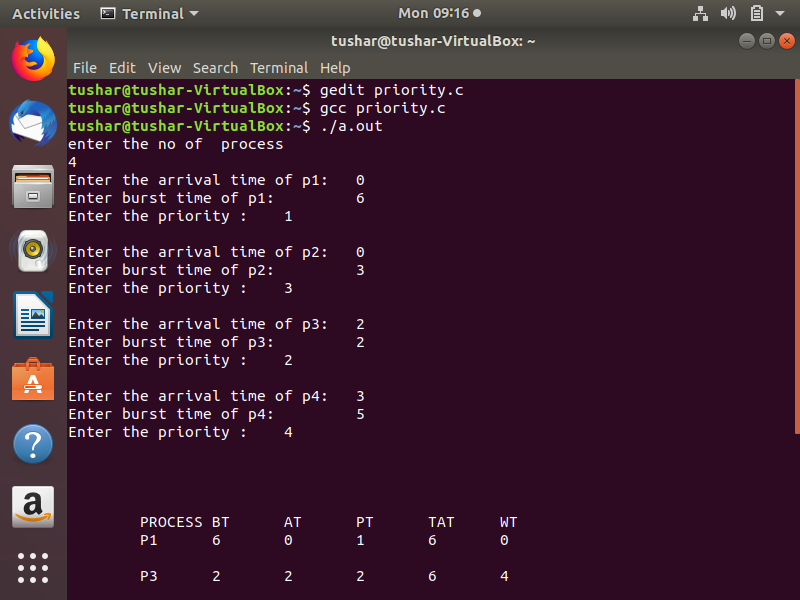 Activities Terminal Mon 09:16
tushar@tushar-VirtualBox: ~
File Edit View Search Terminal Help
tushar@tushar-VirtualBox:~$ gedit priority.c
tushar@tushar-VirtualBox:~$ gcc priority.c
tushar@tushar-VirtualBox:~$ ./a.out
enter the no of  process
4
Enter the arrival time of p1:   0
Enter burst time of p1:         6
Enter the priority :    1
Enter the arrival time of p2:   0
Enter burst time of p2:         3
Enter the priority :    3
Enter the arrival time of p3:   2
Enter burst time of p3:         2
Enter the priority :    2
Enter the arrival time of p4:   3
Enter burst time of p4:         5
Enter the priority :    4
PROCESS BT      AT      PT      TAT     WT
P1      6       0       1       6       0
P3      2       2       2       6       4